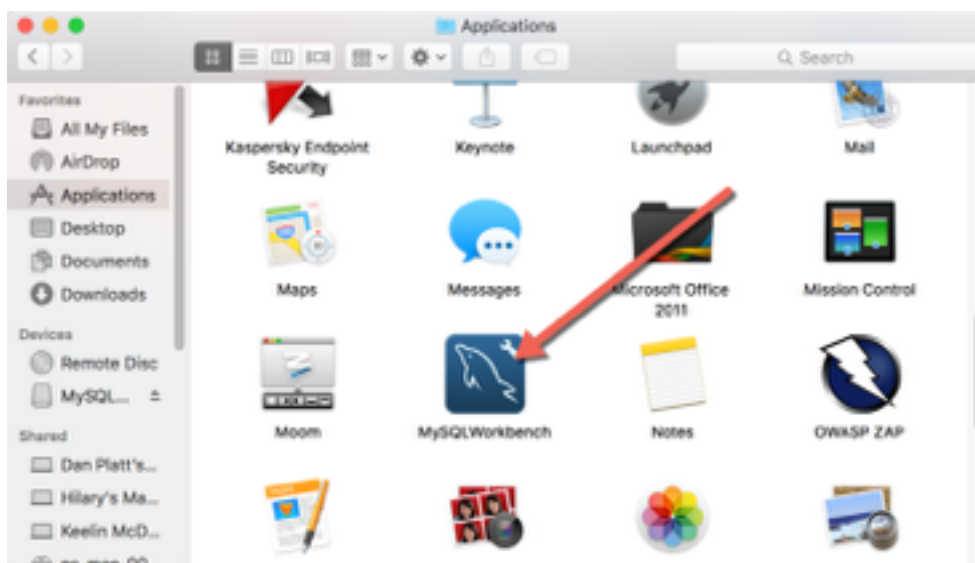 Applications
Search
Favorites
All My Files
AirDrop
Applications
Desktop
Documents
Downloads
Devices
Remote Disc
MySQL...
Shared
Dan Platt's...
Hilary's Ma...
Keelin McD...
Kaspersky Endpoint
Security
Keynote
Launchpad
Mail
Maps
Messages
Microsoft Office
2011
Mission Control
Moom
MySQLWorkbench
Notes
OWASP ZAP